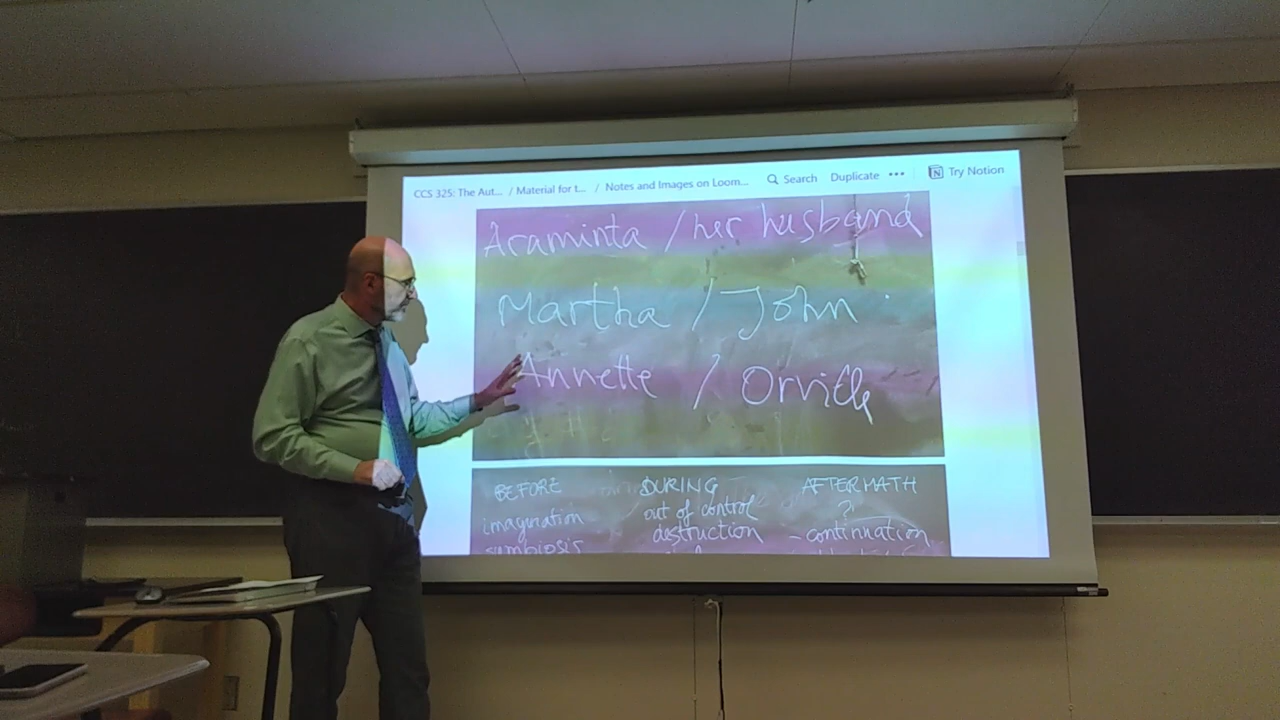 CCS 325: The Aut... / Material for t... / Notes and Images on Loom... Search Duplicate ••• Try Notion
Araminta / her husband
Martha / John
Annette / Orville
BEFORE DURING AFTERMATH
imagination out of control ?
symbiosis destruction - continuation